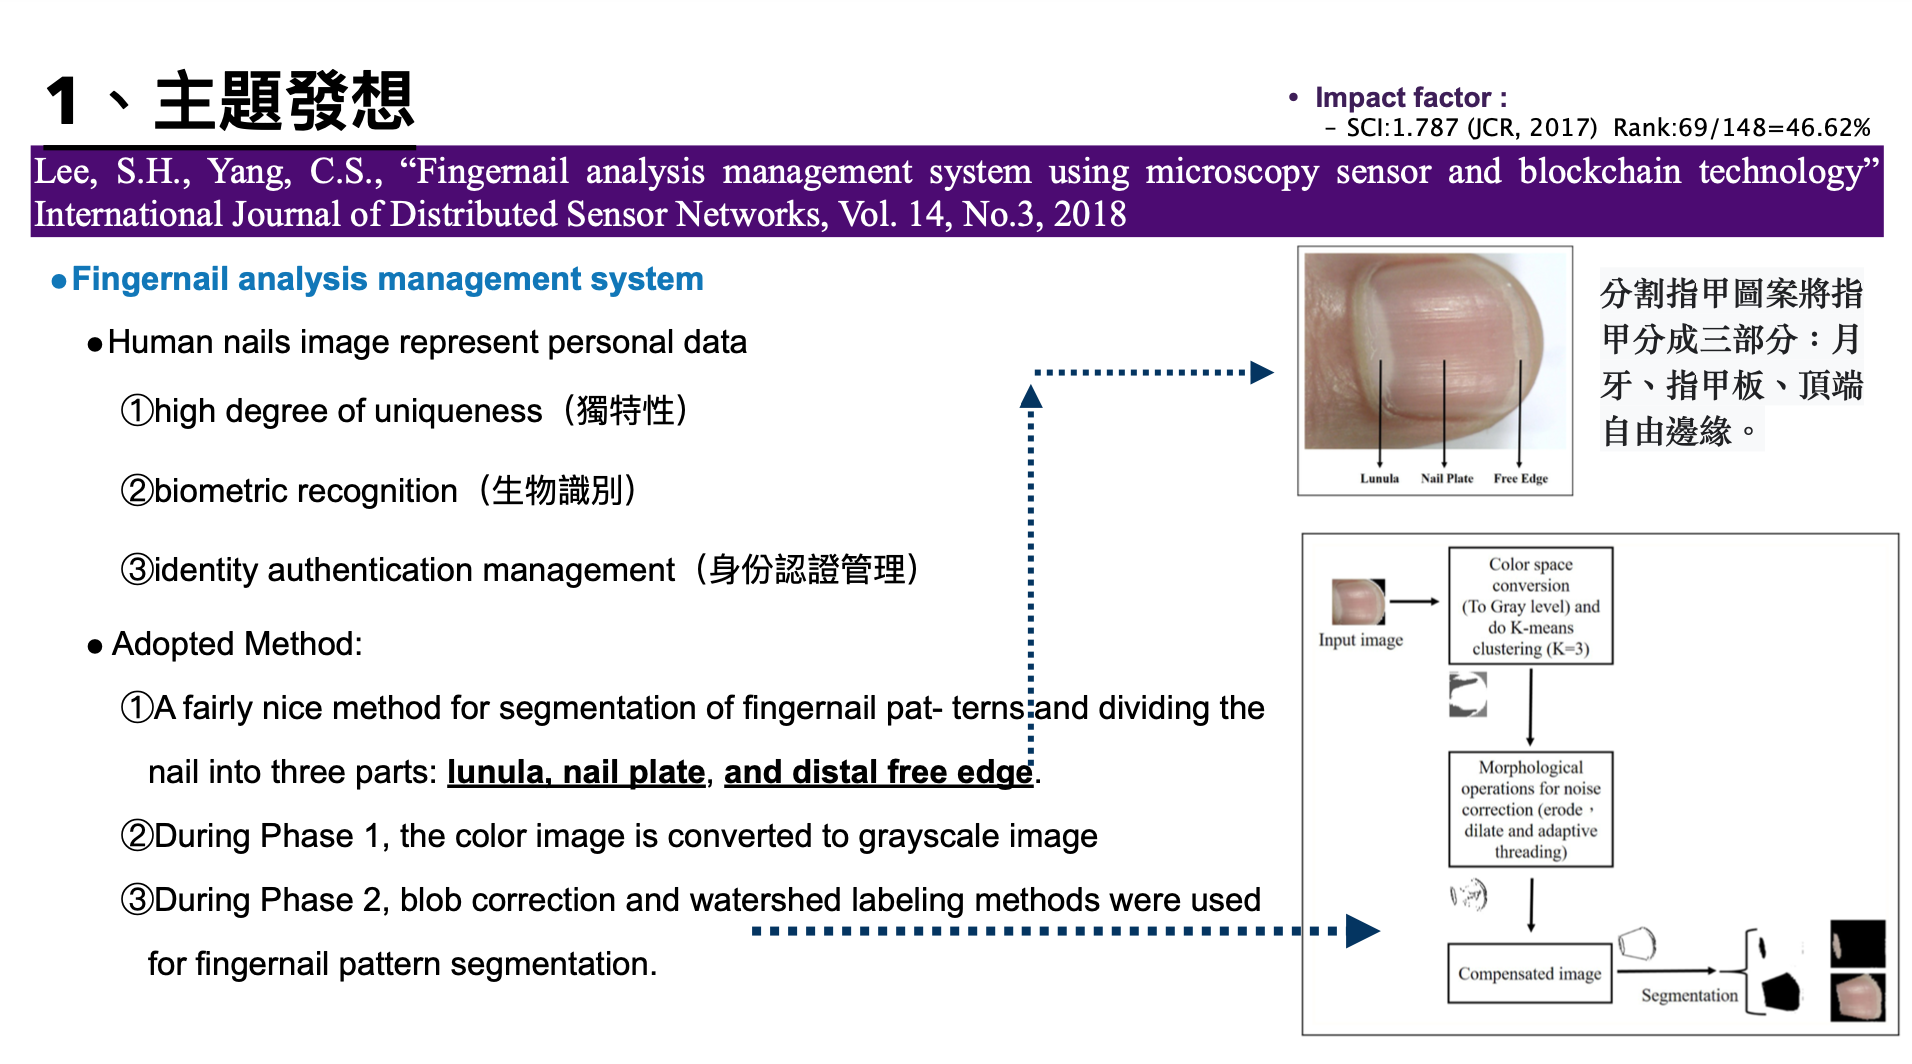 1、主題發想
• Impact factor :
– SCI:1.787 (JCR, 2017) Rank:69/148=46.62%
Lee, S.H., Yang, C.S., “Fingernail analysis management system using microscopy sensor and blockchain technology”
International Journal of Distributed Sensor Networks, Vol. 14, No.3, 2018
●Fingernail analysis management system
●Human nails image represent personal data
①high degree of uniqueness（獨特性）
②biometric recognition（生物識別）
③identity authentication management（身份認證管理）
● Adopted Method:
①A fairly nice method for segmentation of fingernail pat- terns and dividing the
nail into three parts: lunula, nail plate, and distal free edge.
②During Phase 1, the color image is converted to grayscale image
③During Phase 2, blob correction and watershed labeling methods were used
for fingernail pattern segmentation.
Lunula Nail Plate Free Edge
分割指甲圖案將指
甲分成三部分：月
牙、指甲板、頂端
自由邊緣。
Input image
Color space
conversion
(To Gray level) and
do K-means
clustering (K=3)
Morphological
operations for noise
correction (erode，
dilate and adaptive
threading)
Compensated image
Segmentation